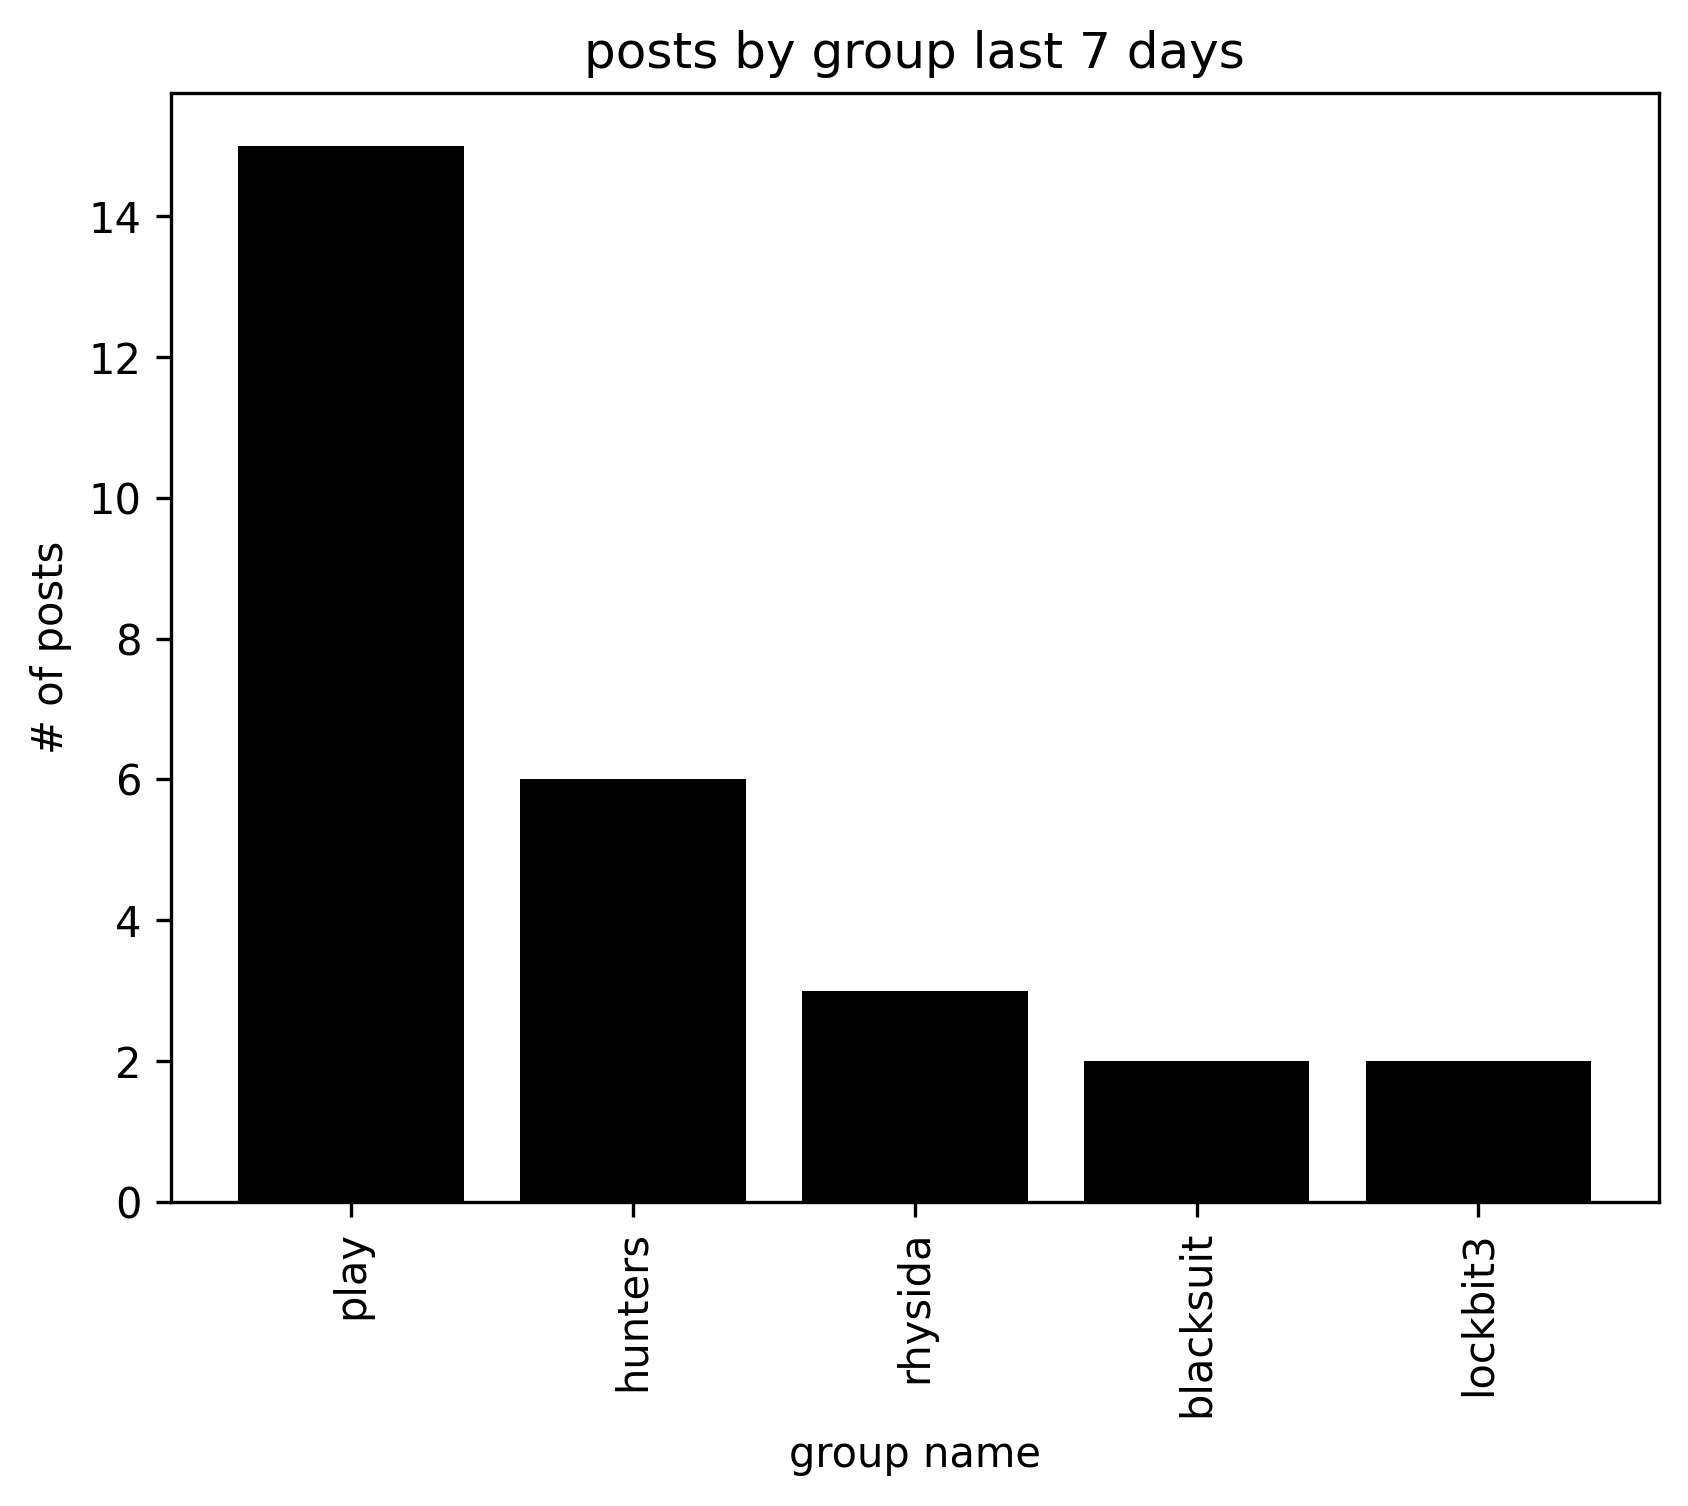 posts by group last 7 days
14
12
10
8
6
4
2
0
# of posts
play
hunters
rhysida
blacksuit
lockbit3
group name